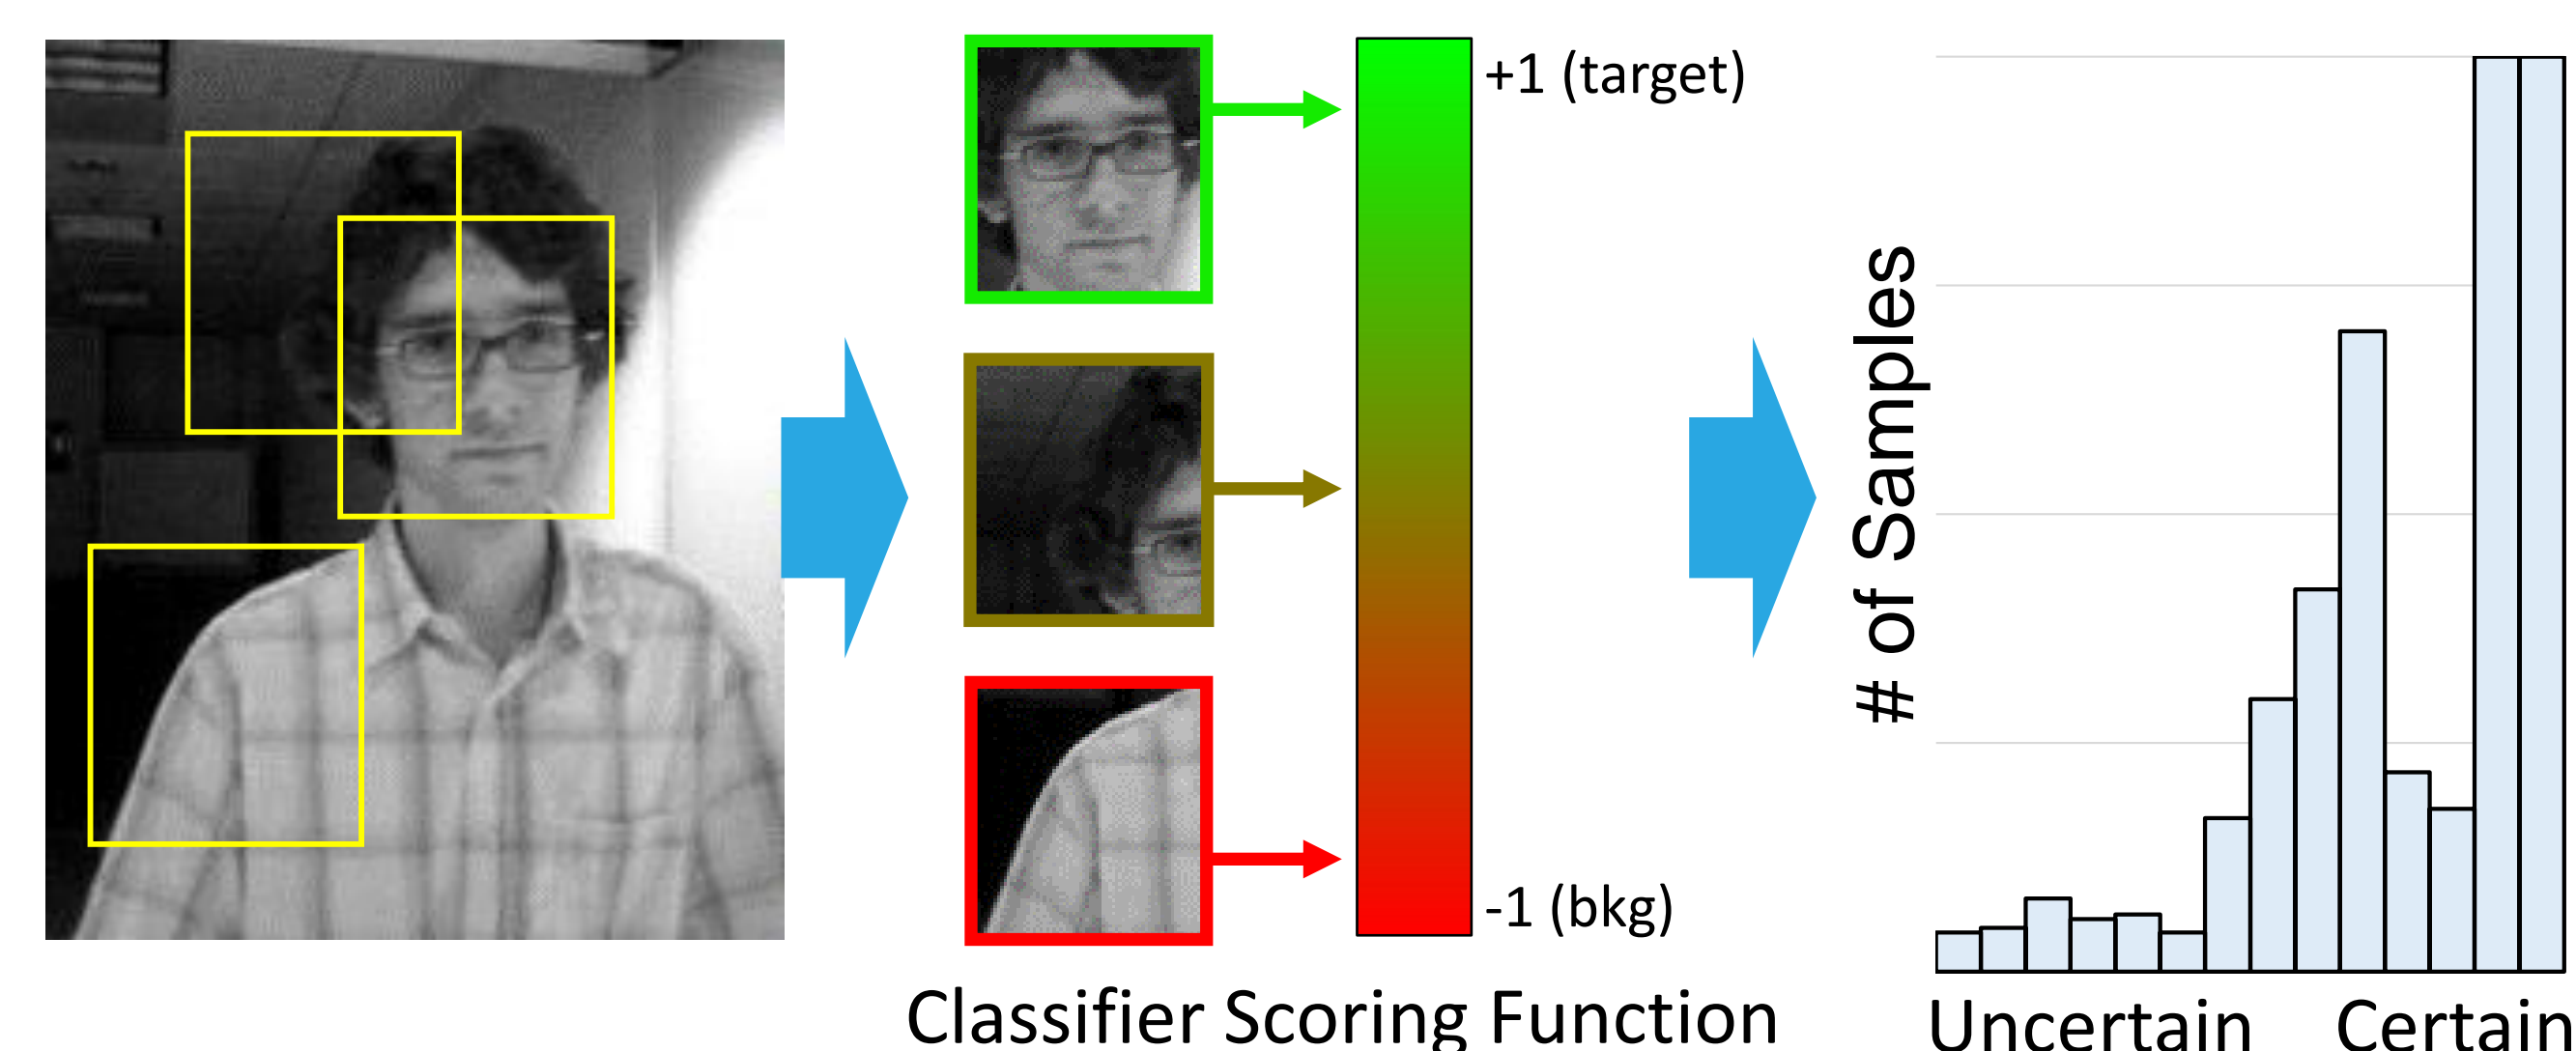 +1 (target)
-1 (bkg)
Classifier Scoring Function
# of Samples
Uncertain
Certain